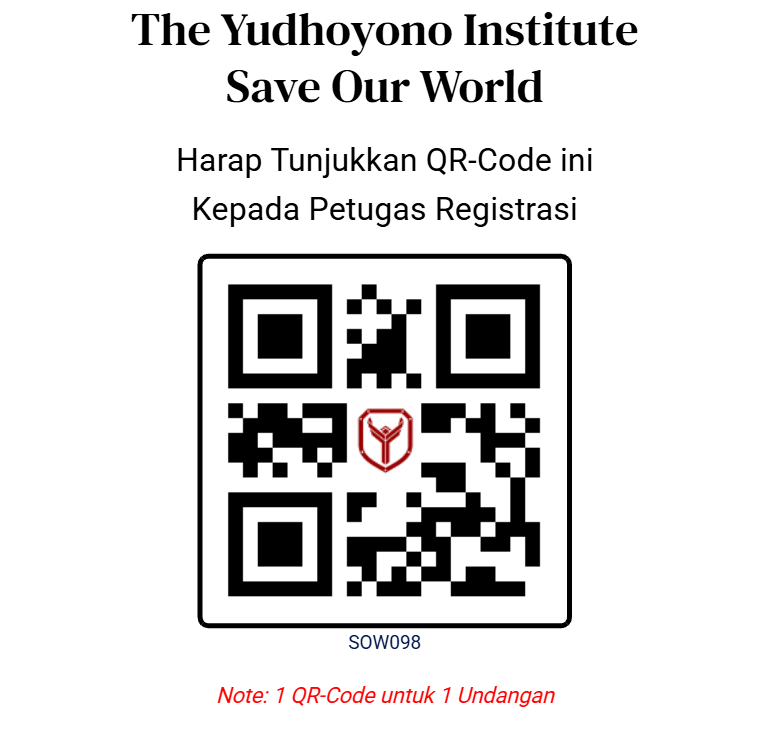 The Yudhoyono Institute
Save Our World
Harap Tunjukkan QR-Code ini
Kepada Petugas Registrasi
SOW098
Note: 1 QR-Code untuk 1 Undangan